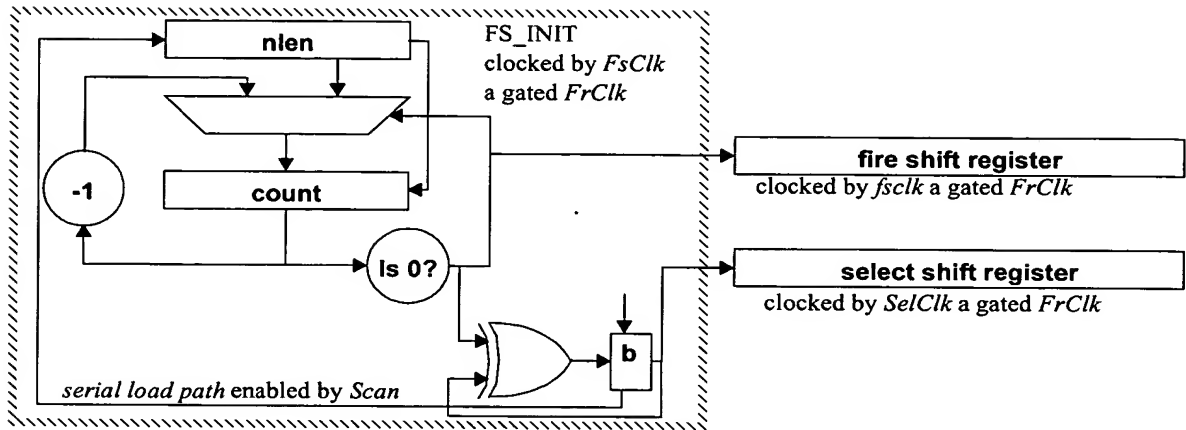 nlen
FS_INIT
clocked by FsClk
a gated FrClk
-1
count
Is 0?
b
serial load path enabled by Scan
fire shift register
clocked by fsclk a gated FrClk
select shift register
clocked by SelClk a gated FrClk